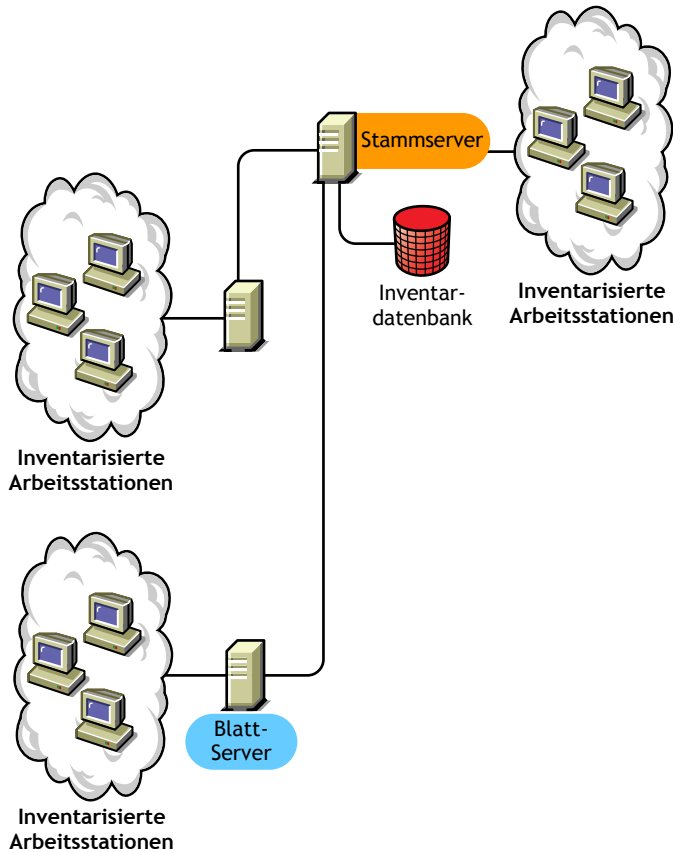 Stammserver
Inventar-
datenbank
Inventarisierte
Arbeitsstationen
Inventarisierte
Arbeitsstationen
Blatt-
Server
Inventarisierte
Arbeitsstationen